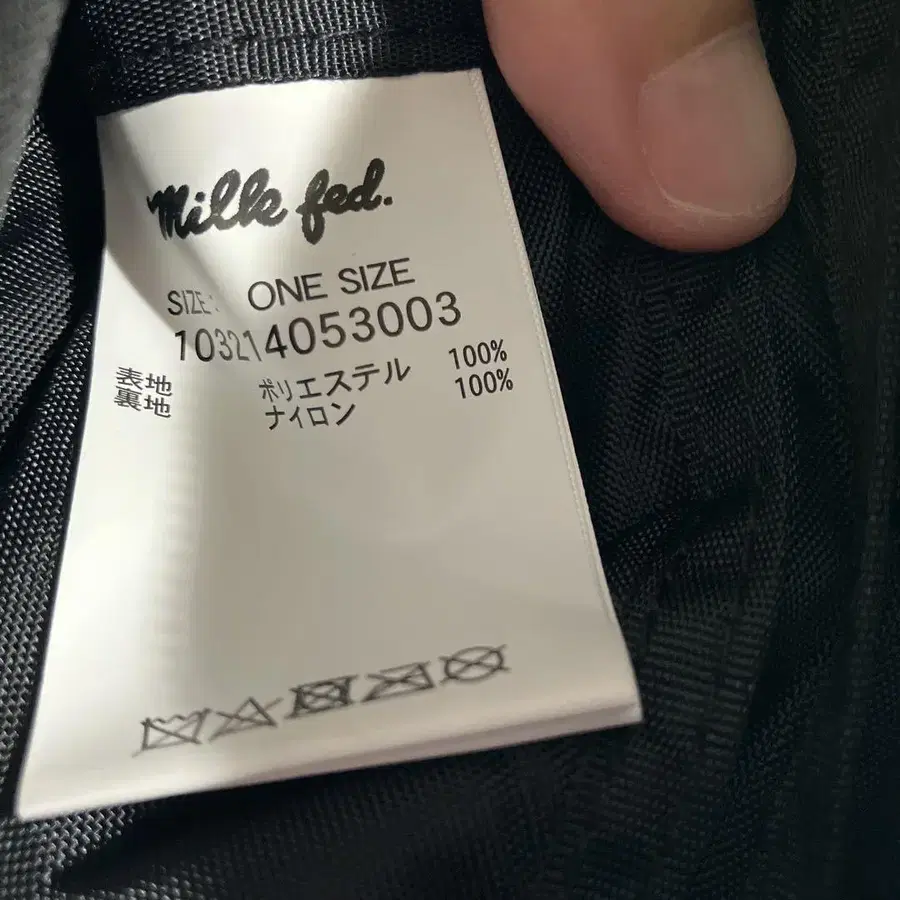 Milk fed.
SIZE: ONE SIZE
103214053003
表地 ポリエステル 100%
裏地 ナイロン 100%